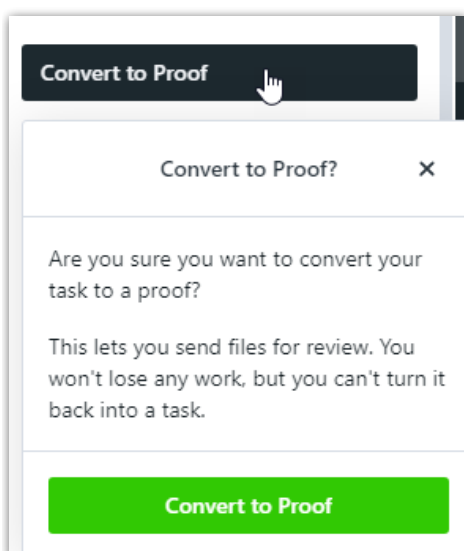 Convert to Proof
Convert to Proof?
Are you sure you want to convert your
task to a proof?
This lets you send files for review. You
won't lose any work, but you can't turn it
back into a task.
Convert to Proof